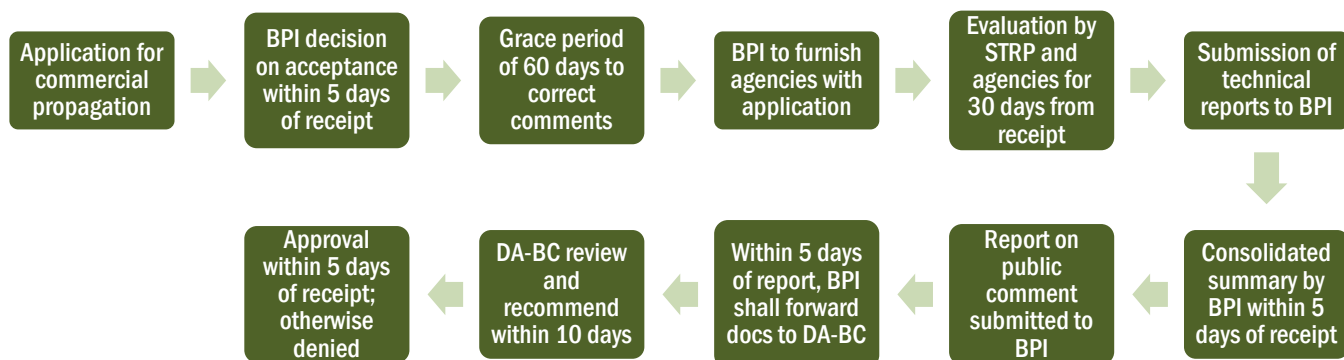 Application for
commercial
propagation
BPI decision
on acceptance
within 5 days
of receipt
Grace period
of 60 days to
correct
comments
BPI to furnish
agencies with
application
Evaluation by
STRP and
agencies for
30 days from
receipt
Submission of
technical
reports to BPI
Consolidated
summary by
BPI within 5
days of receipt
Report on
public
comment
submitted to
BPI
Within 5 days
of report, BPI
shall forward
docs to DA-BC
DA-BC review
and
recommend
within 10 days
Approval
within 5 days
of receipt;
otherwise
denied